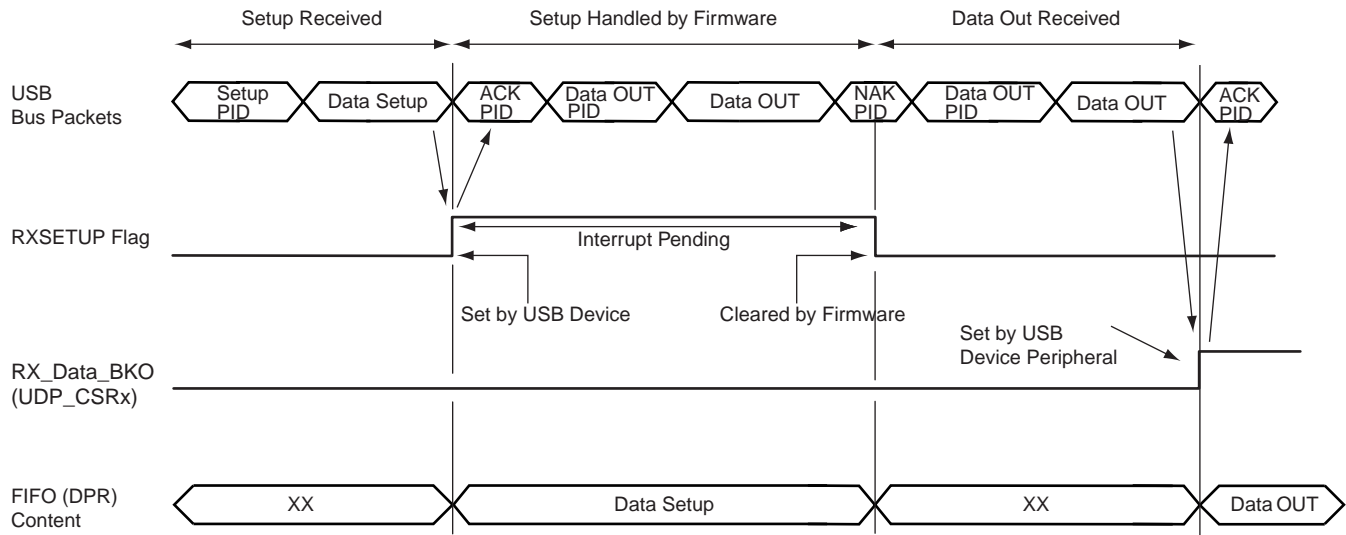 Setup Received
Setup Handled by Firmware
Data Out Received
USB
Bus Packets
Setup
PID
Data Setup
ACK
PID
Data OUT
PID
Data OUT
NAK
PID
Data OUT
PID
Data OUT
ACK
PID
RXSETUP Flag
Interrupt Pending
Set by USB Device
Cleared by Firmware
Set by USB
Device Peripheral
RX_Data_BKO
(UDP_CSRx)
FIFO (DPR)
Content
XX
Data Setup
XX
Data OUT